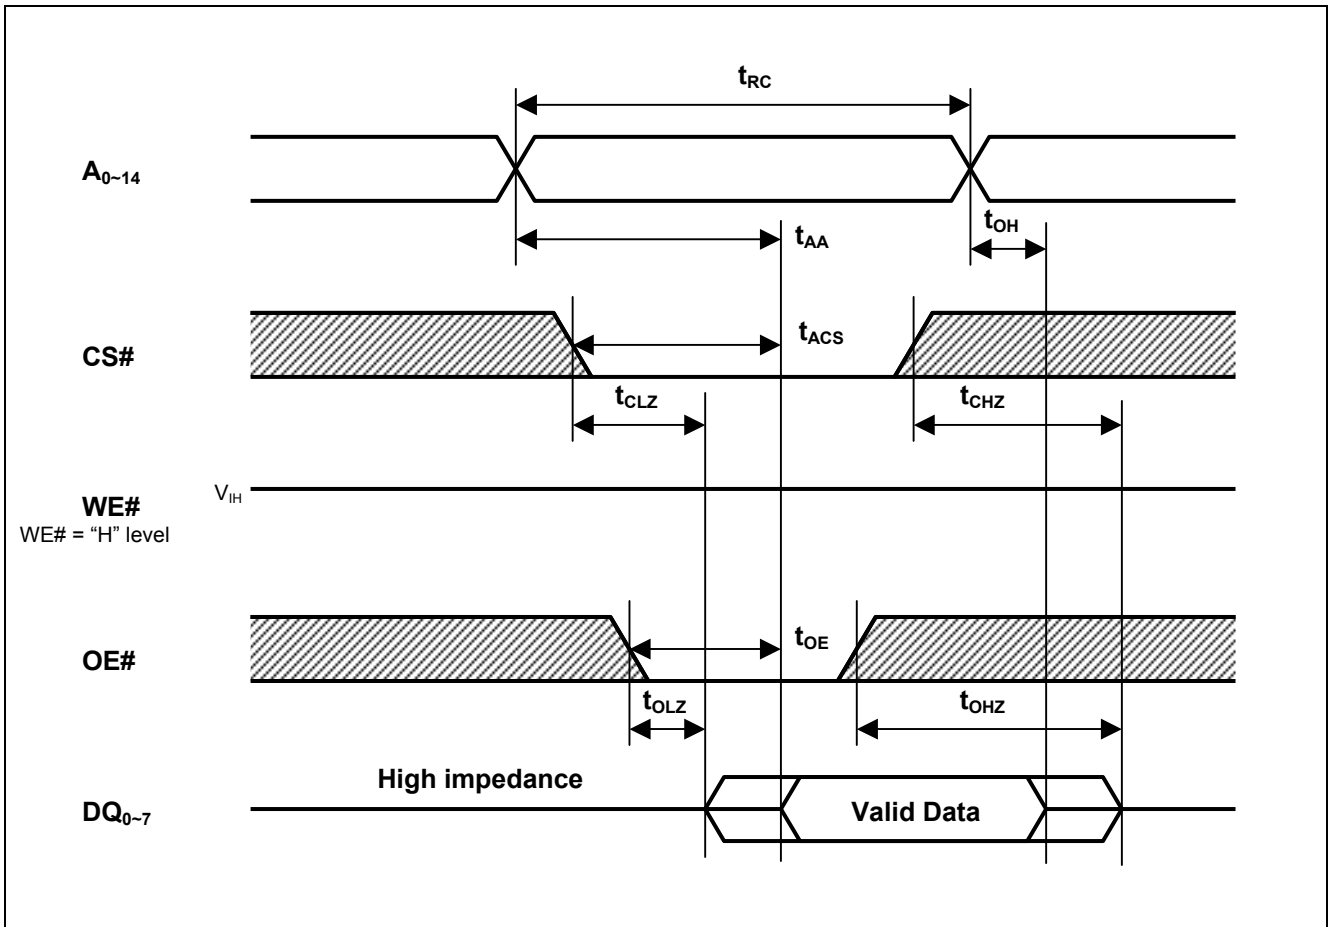 tRC
A0~14
tOH
tAA
tACS
CS#
tCLZ
tCHZ
VIH
WE#
WE# = “H” level
tOE
OE#
tOLZ
tOHZ
High impedance
DQ0~7
Valid Data